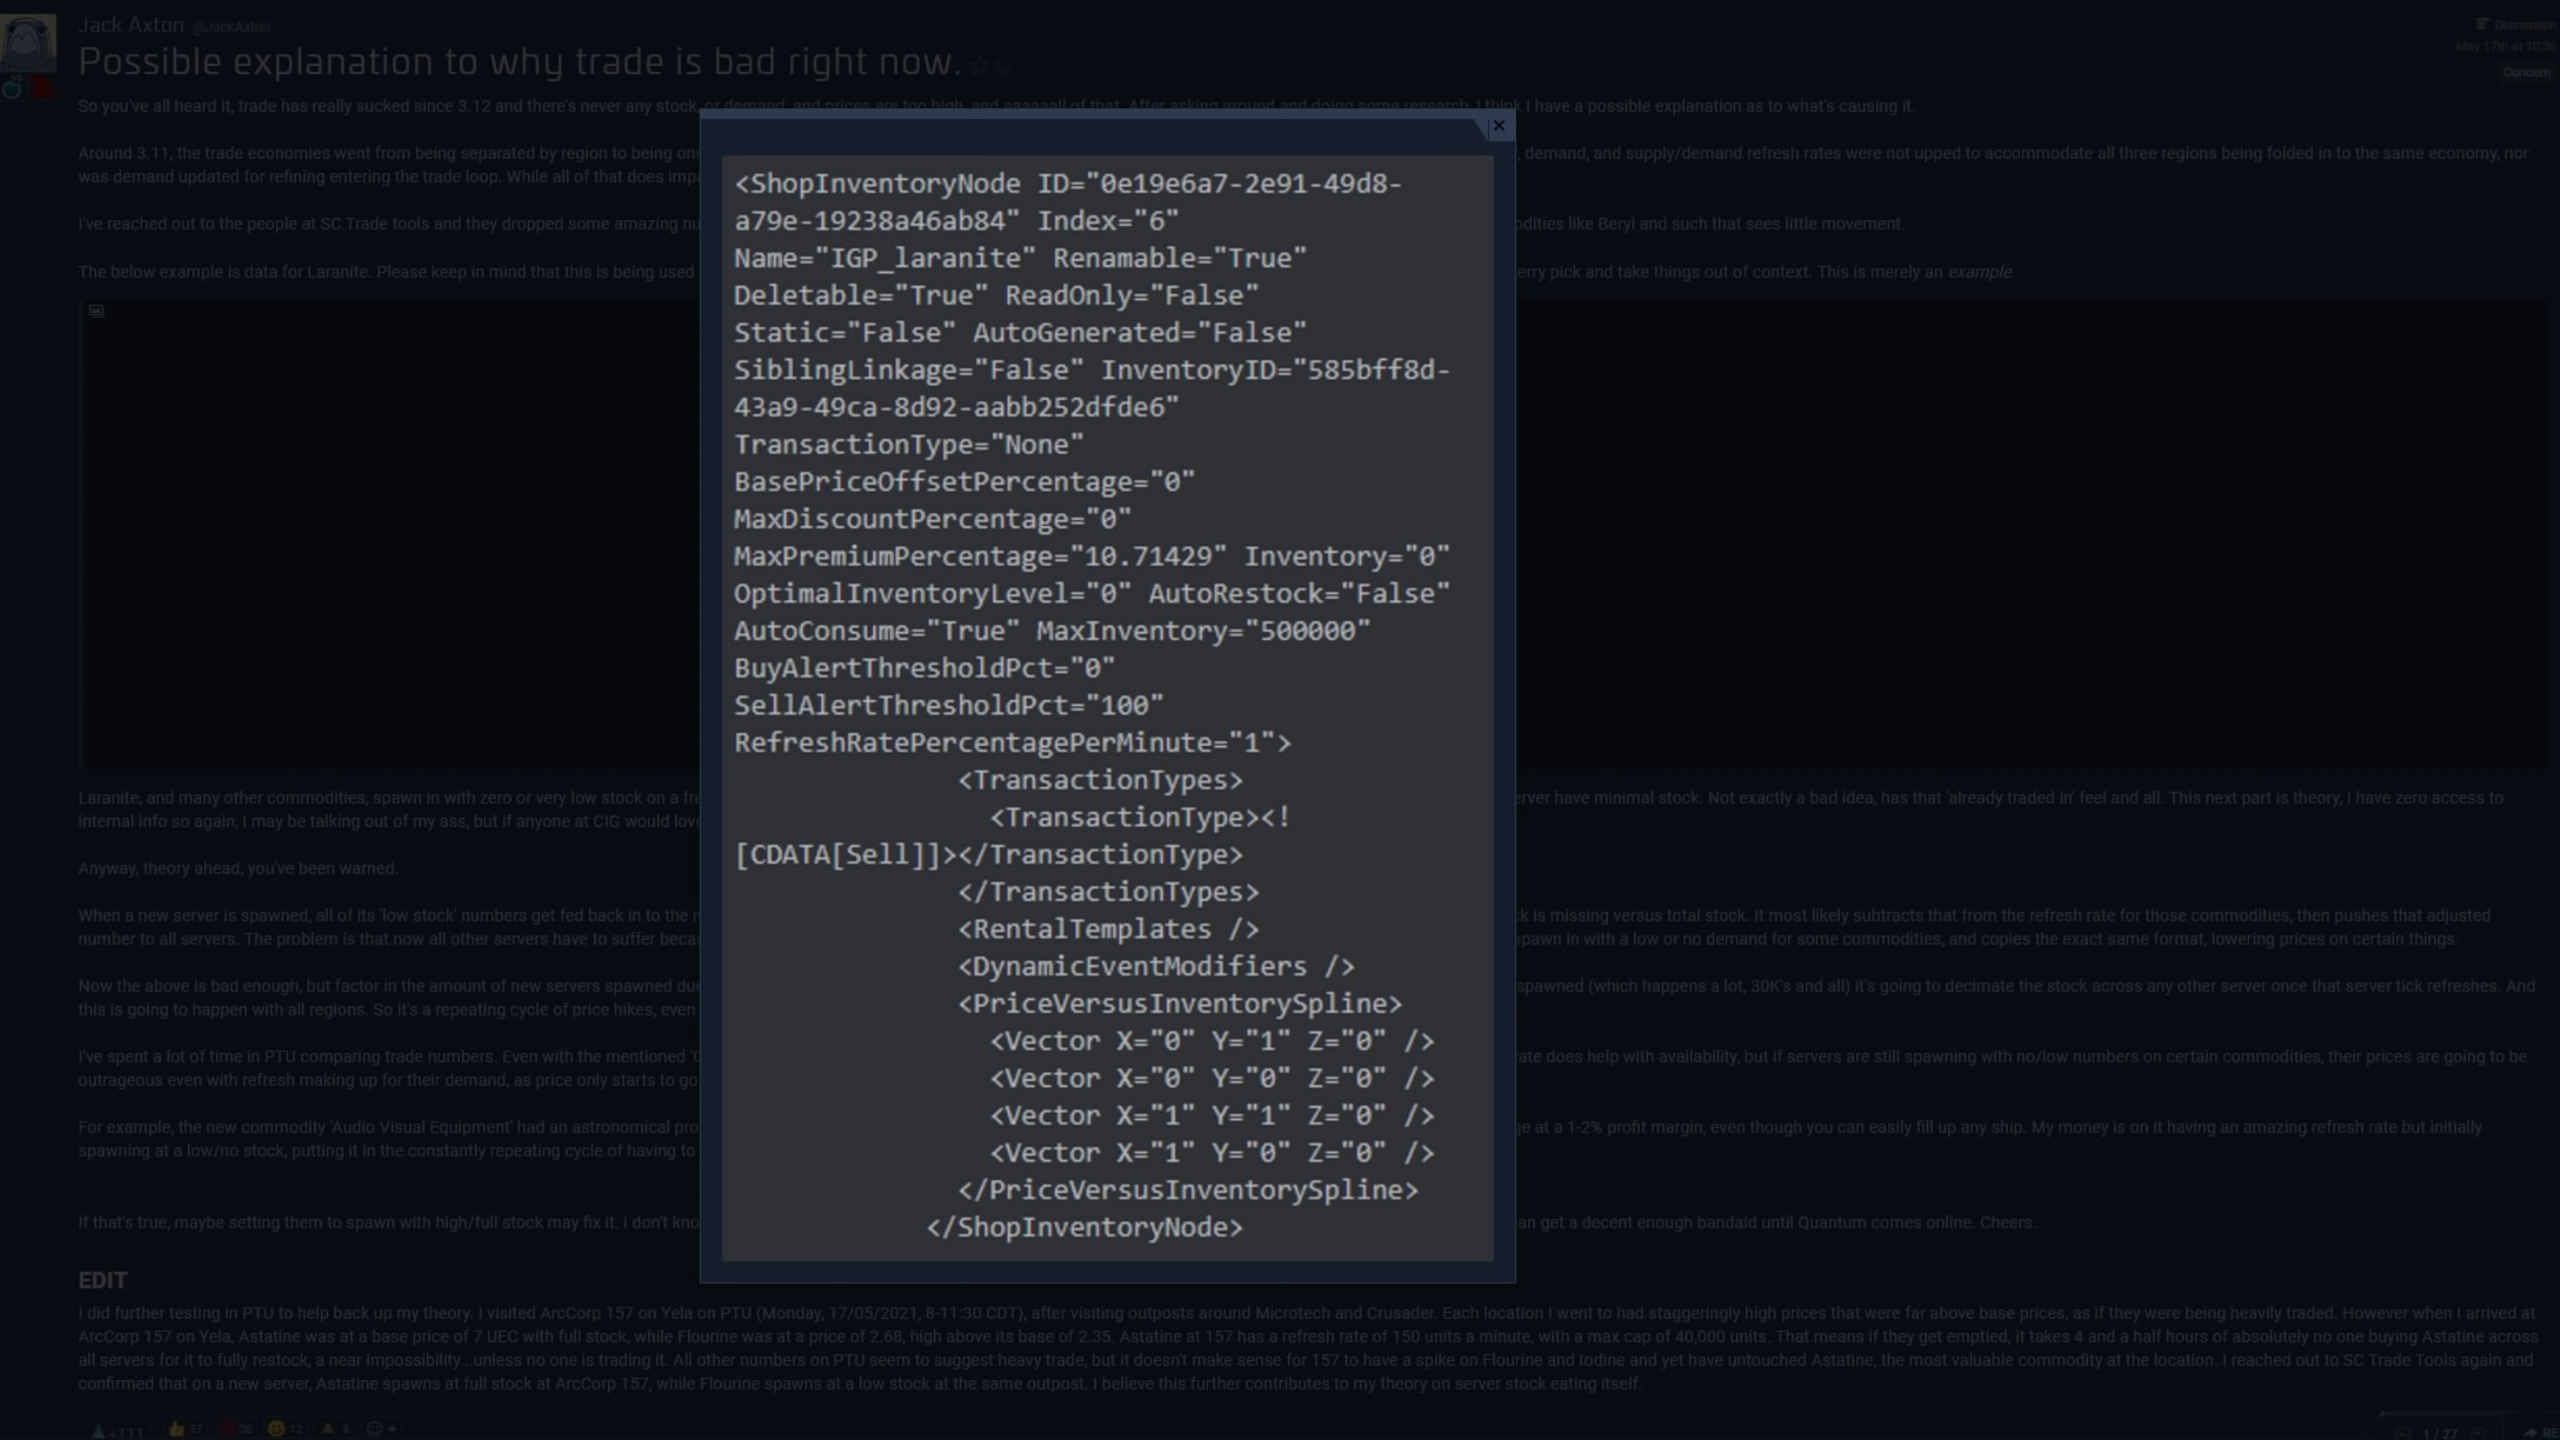 Jack Axton @JackAxton
Discussion
Possible explanation to why trade is bad right now.
May 17th at 10:36
Concern
So you've all heard it, trade has really sucked since 3.12 and there's never any stock, or demand, and prices are too high, and aaaaaall of that. After asking around and doing some research, I think I have a possible explanation as to what's causing it.
Around 3.11, the trade economies went from being separated by region to being one
, demand, and supply/demand refresh rates were not upped to accommodate all three regions being folded in to the same economy, nor
was demand updated for refining entering the trade loop. While all of that does imp
I've reached out to the people at SC Trade tools and they dropped some amazing nu
odities like Beryl and such that sees little movement.
The below example is data for Laranite. Please keep in mind that this is being used
erry pick and take things out of context. This is merely an example.
<ShopInventoryNode ID="0e19e6a7-2e91-49d8-
a79e-19238a46ab84" Index="6"
Name="IGP_laranite" Renamable="True"
Deletable="True" ReadOnly="False"
Static="False" AutoGenerated="False"
SiblingLinkage="False" InventoryID="585bff8d-
43a9-49ca-8d92-aabb252dfde6"
TransactionType="None"
BasePriceOffsetPercentage="0"
MaxDiscountPercentage="0"
MaxPremiumPercentage="10.71429" Inventory="0"
OptimalInventoryLevel="0" AutoRestock="False"
AutoConsume="True" MaxInventory="500000"
BuyAlertThresholdPct="0"
SellAlertThresholdPct="100"
RefreshRatePercentagePerMinute="1">
<TransactionTypes>
<TransactionType><!
[CDATA[Sell]]></TransactionType>
</TransactionTypes>
<RentalTemplates />
<DynamicEventModifiers />
<PriceVersusInventorySpline>
<Vector X="0" Y="1" Z="0" />
<Vector X="0" Y="0" Z="0" />
<Vector X="1" Y="1" Z="0" />
<Vector X="1" Y="0" Z="0" />
</PriceVersusInventorySpline>
</ShopInventoryNode>
Laranite, and many other commodities, spawn in with zero or very low stock on a fre
erver have minimal stock. Not exactly a bad idea, has that 'already traded in' feel and all. This next part is theory, I have zero access to
internal info so again, I may be talking out of my ass, but if anyone at CIG would lov
Anyway, theory ahead, you've been warned.
When a new server is spawned, all of its 'low stock' numbers get fed back in to the n
ck is missing versus total stock. It most likely subtracts that from the refresh rate for those commodities, then pushes that adjusted
number to all servers. The problem is that now all other servers have to suffer becau
spawn in with a low or no demand for some commodities, and copies the exact same format, lowering prices on certain things.
Now the above is bad enough, but factor in the amount of new servers spawned due
spawned (which happens a lot, 30K's and all) it's going to decimate the stock across any other server once that server tick refreshes. And
this is going to happen with all regions. So it's a repeating cycle of price hikes, even
I've spent a lot of time in PTU comparing trade numbers. Even with the mentioned
rate does help with availability, but if servers are still spawning with no/low numbers on certain commodities, their prices are going to be
outrageous even with refresh making up for their demand, as price only starts to go
For example, the new commodity 'Audio Visual Equipment' had an astronomical pro
ge at a 1-2% profit margin, even though you can easily fill up any ship. My money is on it having an amazing refresh rate but initially
spawning at a low/no stock, putting it in the constantly repeating cycle of having to
If that's true, maybe setting them to spawn with high/full stock may fix it. I don't kno
an get a decent enough bandaid until Quantum comes online. Cheers.
EDIT
I did further testing in PTU to help back up my theory. I visited ArcCorp 157 on Yela on PTU (Monday, 17/05/2021, 8-11:30 CDT), after visiting outposts around Microtech and Crusader. Each location I went to had staggeringly high prices that were far above base prices, as if they were being heavily traded. However when I arrived at
ArcCorp 157 on Yela, Astatine was at a base price of 7 UEC with full stock, while Flourine was at a price of 2.68, high above its base of 2.35. Astatine at 157 has a refresh rate of 150 units a minute, with a max cap of 40,000 units. That means if they get emptied, it takes 4 and a half hours of absolutely no one buying Astatine across
all servers for it to fully restock, a near impossibility...unless no one is trading it. All other numbers on PTU seem to suggest heavy trade, but it doesn't make sense for 157 to have a spike on Flourine and Iodine and yet have untouched Astatine, the most valuable commodity at the location. I reached out to SC Trade Tools again and
confirmed that on a new server, Astatine spawns at full stock at ArcCorp 157, while Flourine spawns at a low stock at the same outpost. I believe this further contributes to my theory on server stock eating itself.
+111 37 26 12 8
1/27
RE